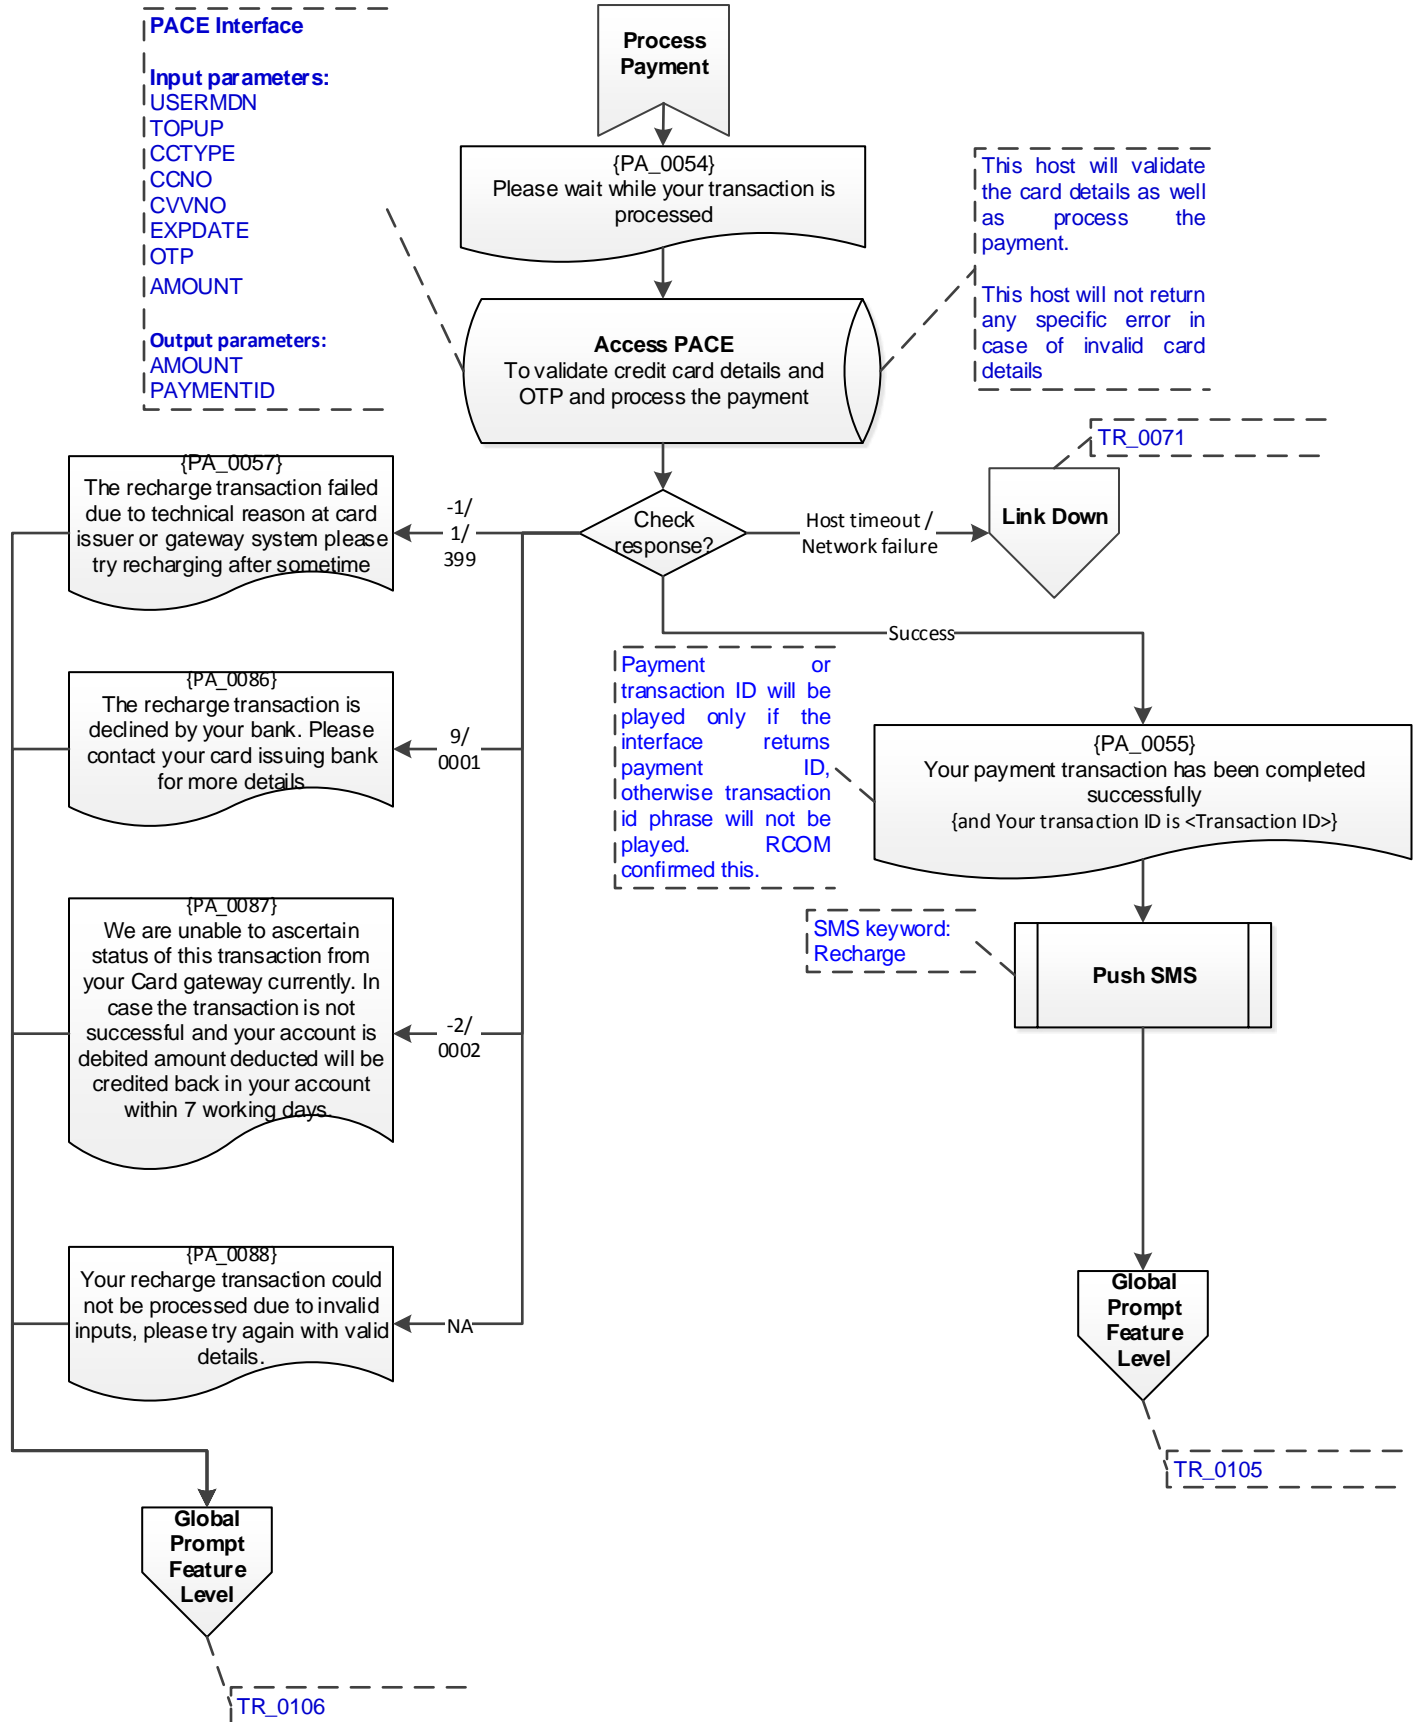 PACE Interface
Input parameters:
USERMDN
TOPUP
CCTYPE
CCNO
CVVNO
EXPDATE
OTP
AMOUNT
Output parameters:
AMOUNT
PAYMENTID
Process
Payment
{PA_0054}
Please wait while your transaction is
processed
This host will validate
the card details as well
as process the
payment.
This host will not return
any specific error in
case of invalid card
details
Access PACE
To validate credit card details and
OTP and process the payment
TR_0071
Link Down
Check
response?
Host timeout /
Network failure
-1/
1/
399
{PA_0057}
The recharge transaction failed
due to technical reason at card
issuer or gateway system please
try recharging after sometime
Success
9/
0001
{PA_0086}
The recharge transaction is
declined by your bank. Please
contact your card issuing bank
for more details
Payment or
transaction ID will be
played only if the
interface returns
payment ID,
otherwise transaction
id phrase will not be
played. RCOM
confirmed this.
{PA_0055}
Your payment transaction has been completed
successfully
{and Your transaction ID is <Transaction ID>}
-2/
0002
{PA_0087}
We are unable to ascertain
status of this transaction from
your Card gateway currently. In
case the transaction is not
successful and your account is
debited amount deducted will be
credited back in your account
within 7 working days.
SMS keyword:
Recharge
Push SMS
NA
{PA_0088}
Your recharge transaction could
not be processed due to invalid
inputs, please try again with valid
details.
Global
Prompt
Feature
Level
TR_0105
Global
Prompt
Feature
Level
TR_0106